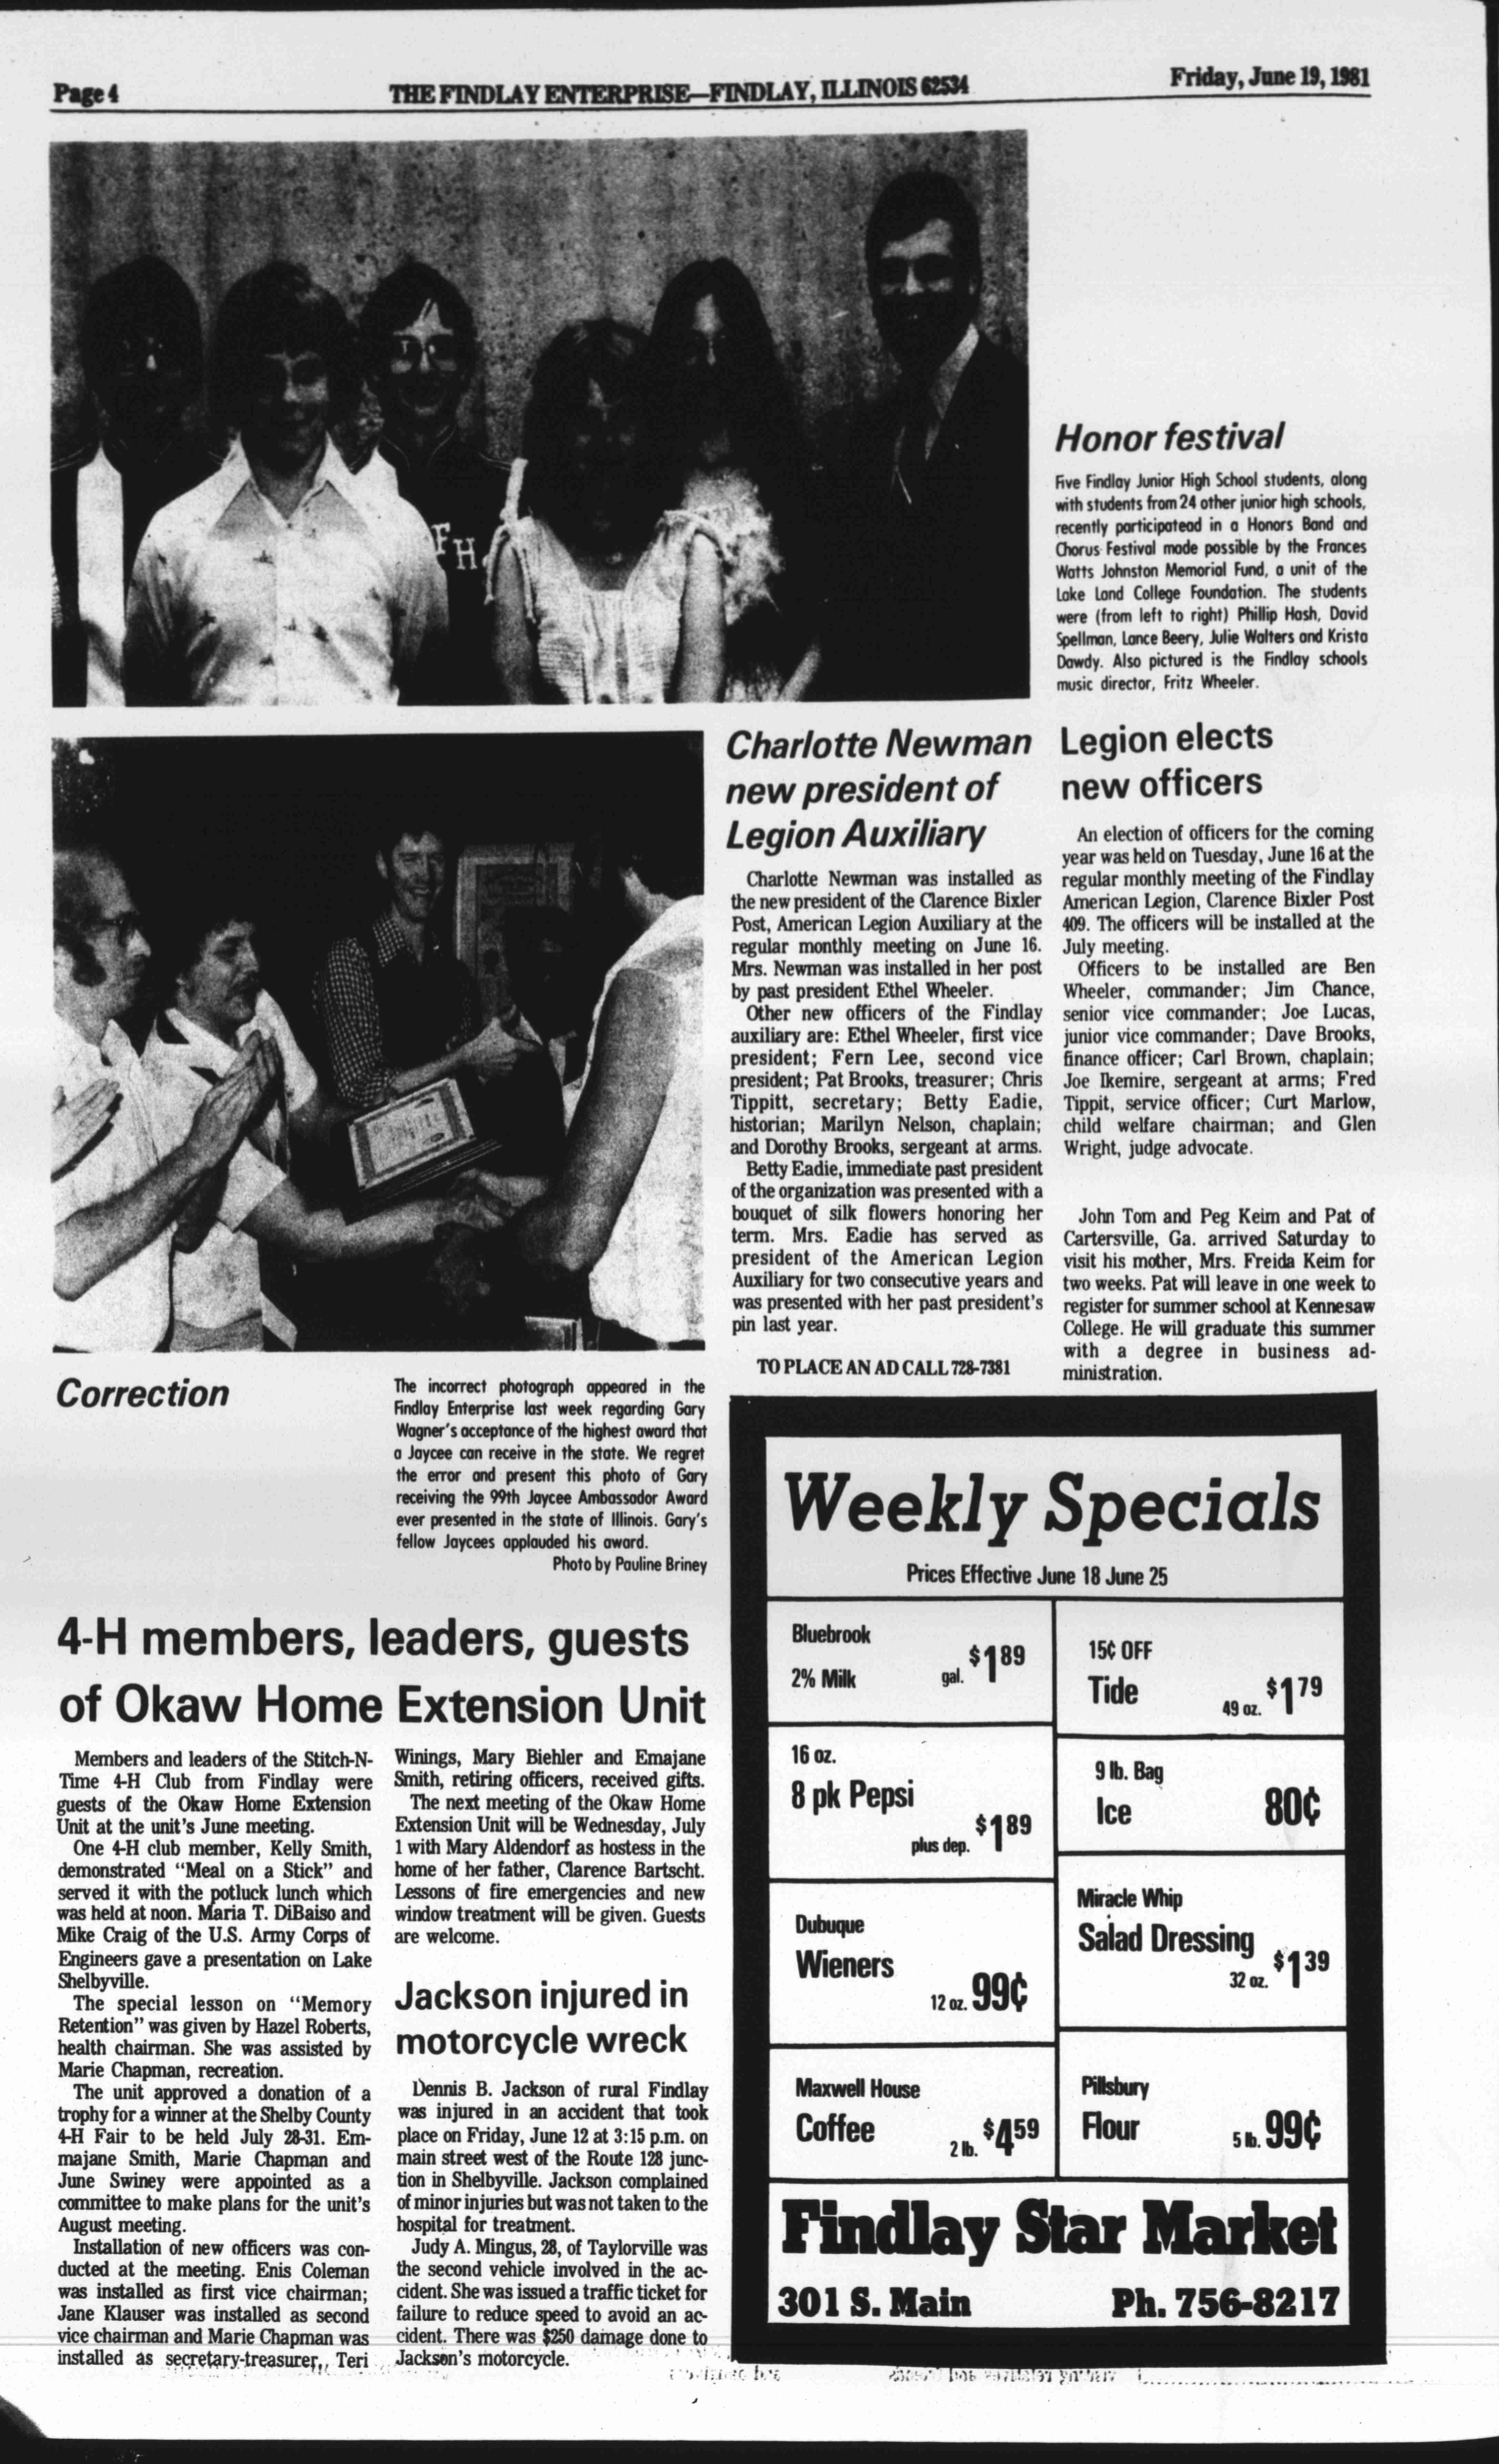 Page 4
THE FINDLAY ENTERPRISE—FINDLAY, ILLINOIS 62534
Friday, June 19, 1981
FH
Honor festival
Five Findlay Junior High School students, along
with students from 24 other junior high schools,
recently participatead in a Honors Band and
Chorus Festival made possible by the Frances
Watts Johnston Memorial Fund, a unit of the
Lake Land College Foundation. The students
were (from left to right) Phillip Hash, David
Spellman, Lance Beery, Julie Walters and Krista
Dawdy. Also pictured is the Findlay schools
music director, Fritz Wheeler.
Correction
The incorrect photograph appeared in the
Findlay Enterprise last week regarding Gary
Wagner's acceptance of the highest award that
a Jaycee can receive in the state. We regret
the error and present this photo of Gary
receiving the 99th Jaycee Ambassador Award
ever presented in the state of Illinois. Gary's
fellow Jaycees applauded his award.
Photo by Pauline Briney
Charlotte Newman
new president of
Legion Auxiliary
Charlotte Newman was installed as
the new president of the Clarence Bixler
Post, American Legion Auxiliary at the
regular monthly meeting on June 16.
Mrs. Newman was installed in her post
by past president Ethel Wheeler.
Other new officers of the Findlay
auxiliary are: Ethel Wheeler, first vice
president; Fern Lee, second vice
president; Pat Brooks, treasurer; Chris
Tippitt, secretary; Betty Eadie,
historian; Marilyn Nelson, chaplain;
and Dorothy Brooks, sergeant at arms.
Betty Eadie, immediate past president
of the organization was presented with a
bouquet of silk flowers honoring her
term. Mrs. Eadie has served as
president of the American Legion
Auxiliary for two consecutive years and
was presented with her past president's
pin last year.
TO PLACE AN AD CALL 728-7381
Legion elects
new officers
An election of officers for the coming
year was held on Tuesday, June 16 at the
regular monthly meeting of the Findlay
American Legion, Clarence Bixler Post
409. The officers will be installed at the
July meeting.
Officers to be installed are Ben
Wheeler, commander; Jim Chance,
senior vice commander; Joe Lucas,
junior vice commander; Dave Brooks,
finance officer; Carl Brown, chaplain;
Joe Ikemire, sergeant at arms; Fred
Tippit, service officer; Curt Marlow,
child welfare chairman; and Glen
Wright, judge advocate.
John Tom and Peg Keim and Pat of
Cartersville, Ga. arrived Saturday to
visit his mother, Mrs. Freida Keim for
two weeks. Pat will leave in one week to
register for summer school at Kennesaw
College. He will graduate this summer
with a degree in business ad-
ministration.
4-H members, leaders, guests
of Okaw Home Extension Unit
Members and leaders of the Stitch-N-
Time 4-H Club from Findlay were
guests of the Okaw Home Extension
Unit at the unit's June meeting.
One 4-H club member, Kelly Smith,
demonstrated "Meal on a Stick" and
served it with the potluck lunch which
was held at noon. Maria T. DiBaiso and
Mike Craig of the U.S. Army Corps of
Engineers gave a presentation on Lake
Shelbyville.
The special lesson on "Memory
Retention" was given by Hazel Roberts,
health chairman. She was assisted by
Marie Chapman, recreation.
The unit approved a donation of a
trophy for a winner at the Shelby County
4-H Fair to be held July 28-31. Em-
majane Smith, Marie Chapman and
June Swiney were appointed as a
committee to make plans for the unit's
August meeting.
Installation of new officers was con-
ducted at the meeting. Enis Coleman
was installed as first vice chairman;
Jane Klauser was installed as second
vice chairman and Marie Chapman was
installed as secretary-treasurer. Teri
Winings, Mary Biehler and Emajane
Smith, retiring officers, received gifts.
The next meeting of the Okaw Home
Extension Unit will be Wednesday, July
1 with Mary Aldendorf as hostess in the
home of her father, Clarence Bartscht.
Lessons of fire emergencies and new
window treatment will be given. Guests
are welcome.
Jackson injured in
motorcycle wreck
Dennis B. Jackson of rural Findlay
was injured in an accident that took
place on Friday, June 12 at 3:15 p.m. on
main street west of the Route 128 junc-
tion in Shelbyville. Jackson complained
of minor injuries but was not taken to the
hospital for treatment.
Judy A. Mingus, 28, of Taylorville was
the second vehicle involved in the ac-
cident. She was issued a traffic ticket for
failure to reduce speed to avoid an ac-
cident. There was $250 damage done to
Jackson's motorcycle.
Weekly Specials
Prices Effective June 18 June 25
Bluebrook
2% Milk gal. $1 89
15¢ OFF
Tide 49 oz. $1 79
16 oz.
8 pk Pepsi
plus dep. $1 89
9 lb. Bag
Ice 80¢
Dubuque
Wieners
12 oz. 99¢
Miracle Whip
Salad Dressing
32 oz. $1 39
Maxwell House
Coffee 2 lb. $4 59
Pillsbury
Flour 5 lb. 99¢
Findlay Star Market
301 S. Main Ph. 756-8217